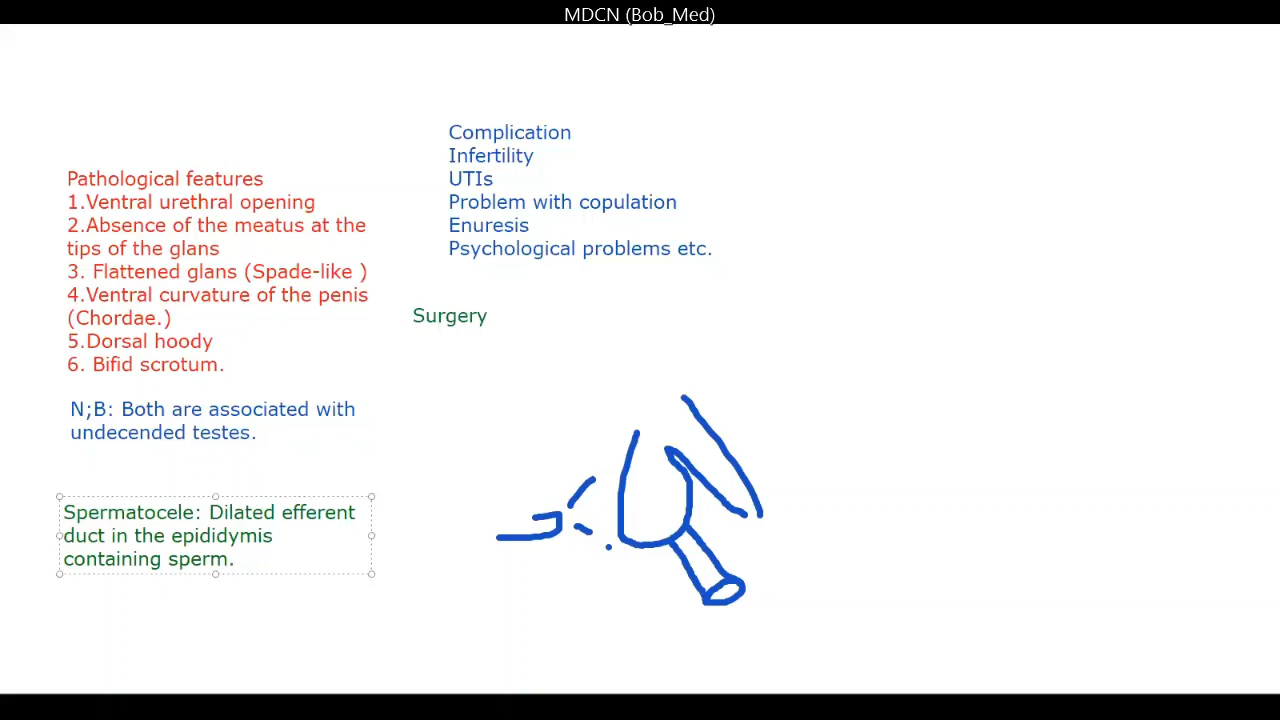 MDCN (Bob_Med)
Pathological features
1.Ventral urethral opening
2.Absence of the meatus at the
tips of the glans
3. Flattened glans (Spade-like )
4.Ventral curvature of the penis
(Chordae.)
5.Dorsal hoody
6. Bifid scrotum.
N;B: Both are associated with
undecended testes.
Spermatocele: Dilated efferent
duct in the epididymis
containing sperm.
Complication
Infertility
UTIs
Problem with copulation
Enuresis
Psychological problems etc.
Surgery